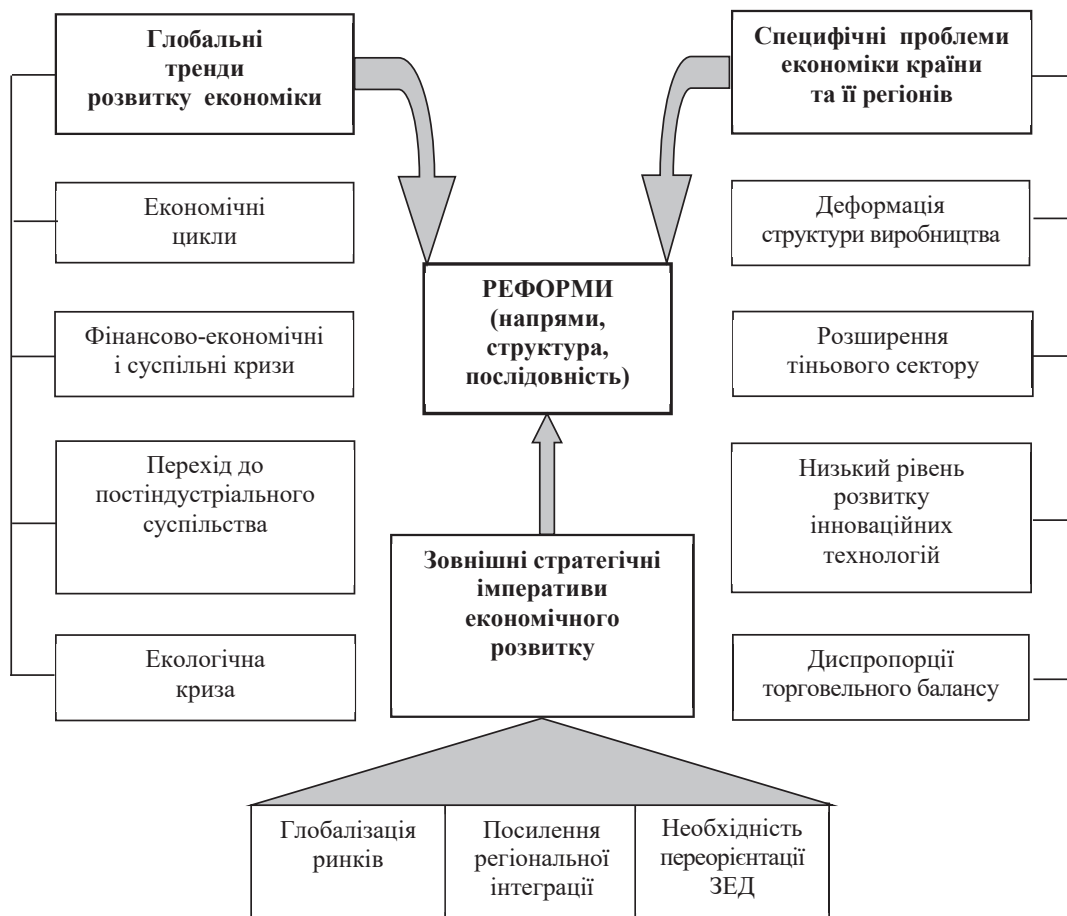 Глобальні
тренди
розвитку економіки
Економічні
цикли
Фінансово-економічні
і суспільні кризи
Перехід до
постіндустріального
суспільства
Екологічна
криза
РЕФОРМИ
(напрями,
структура,
послідовність)
Зовнішні стратегічні
імперативи
економічного
розвитку
Специфічні проблеми
економіки країни
та її регіонів
Деформація
структури виробництва
Розширення
тіньового сектору
Низький рівень
розвитку
інноваційних
технологій
Диспропорції
торговельного балансу
Глобалізація
ринків
Посилення
регіональної
інтеграції
Необхідність
переорієнтації
ЗЕД